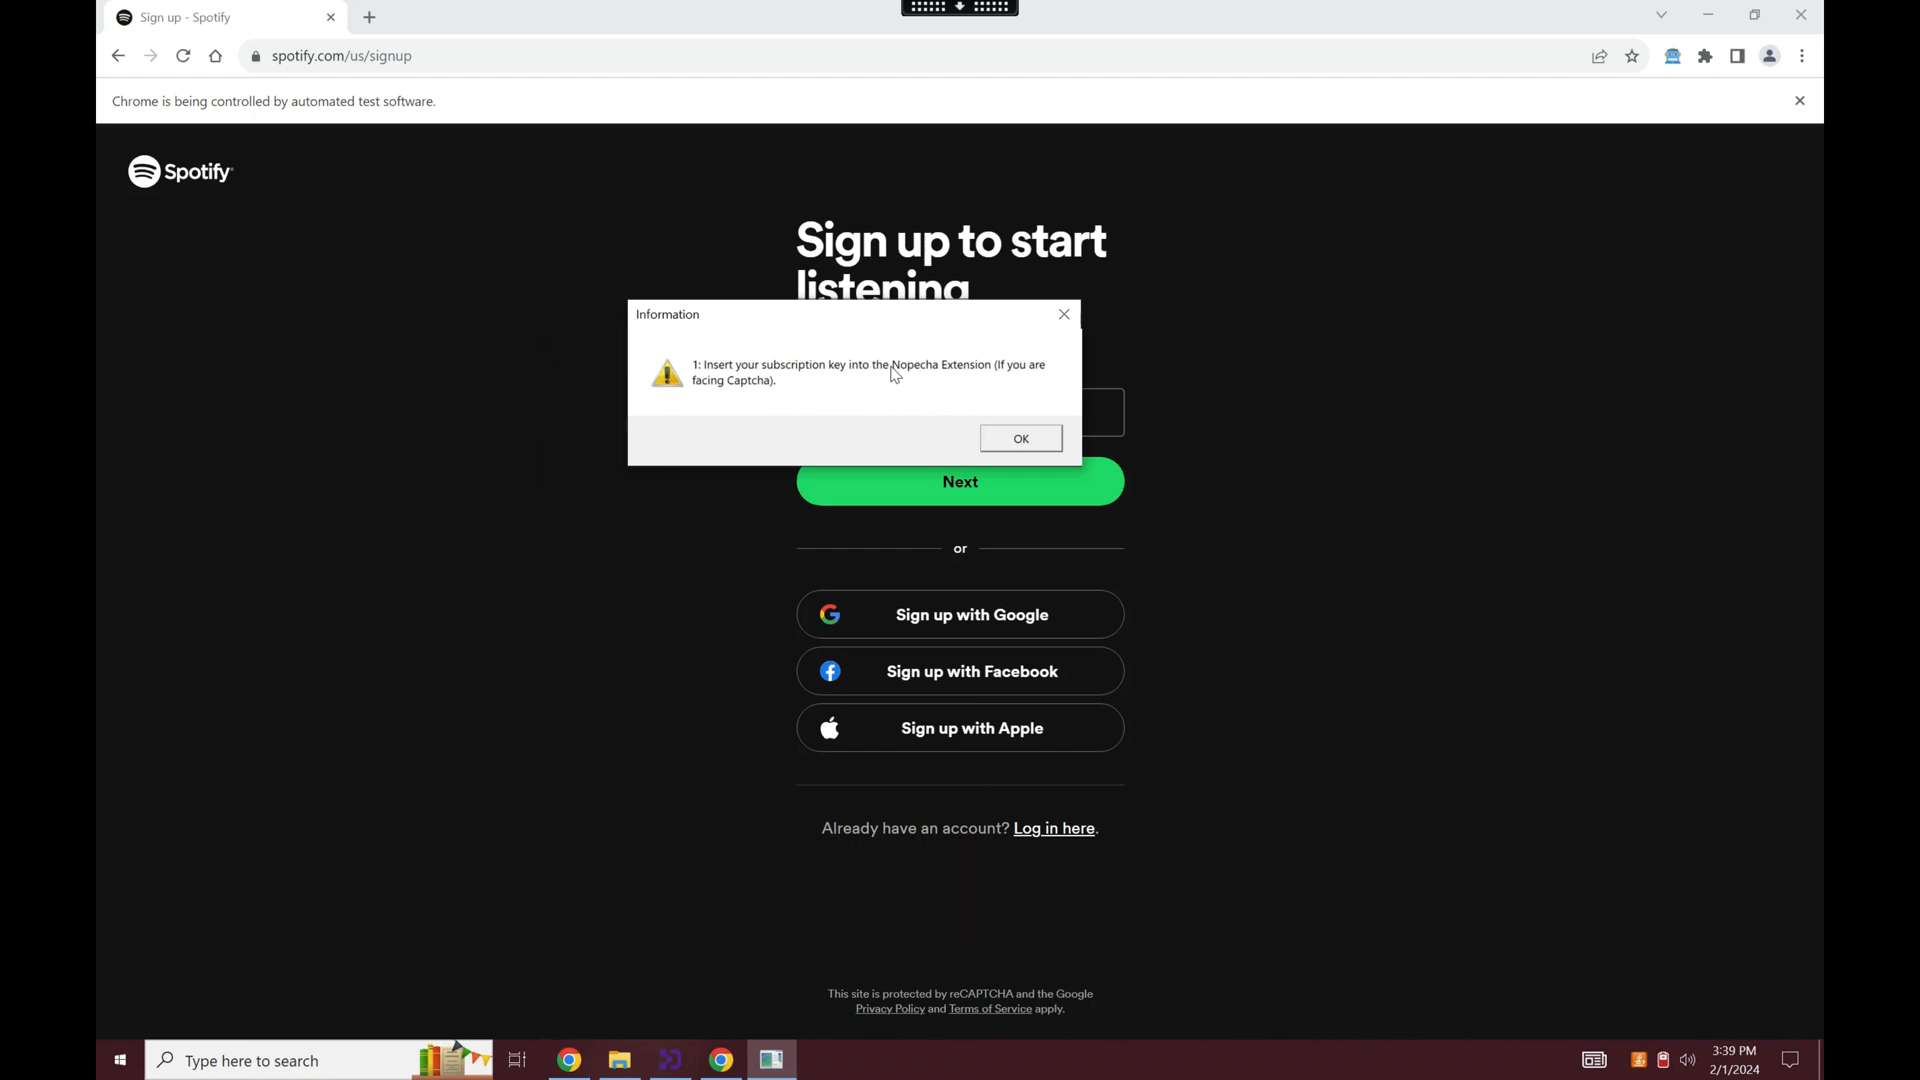 Sign up - Spotify
spotify.com/us/signup
Chrome is being controlled by automated test software.
Spotify
Sign up to start
listening
Information
1: Insert your subscription key into the Nopecha Extension (If you are
facing Captcha).
OK
Next
or
Sign up with Google
Sign up with Facebook
Sign up with Apple
Already have an account? Log in here.
This site is protected by reCAPTCHA and the Google
Privacy Policy and Terms of Service apply.
Type here to search
3:39 PM
2/1/2024